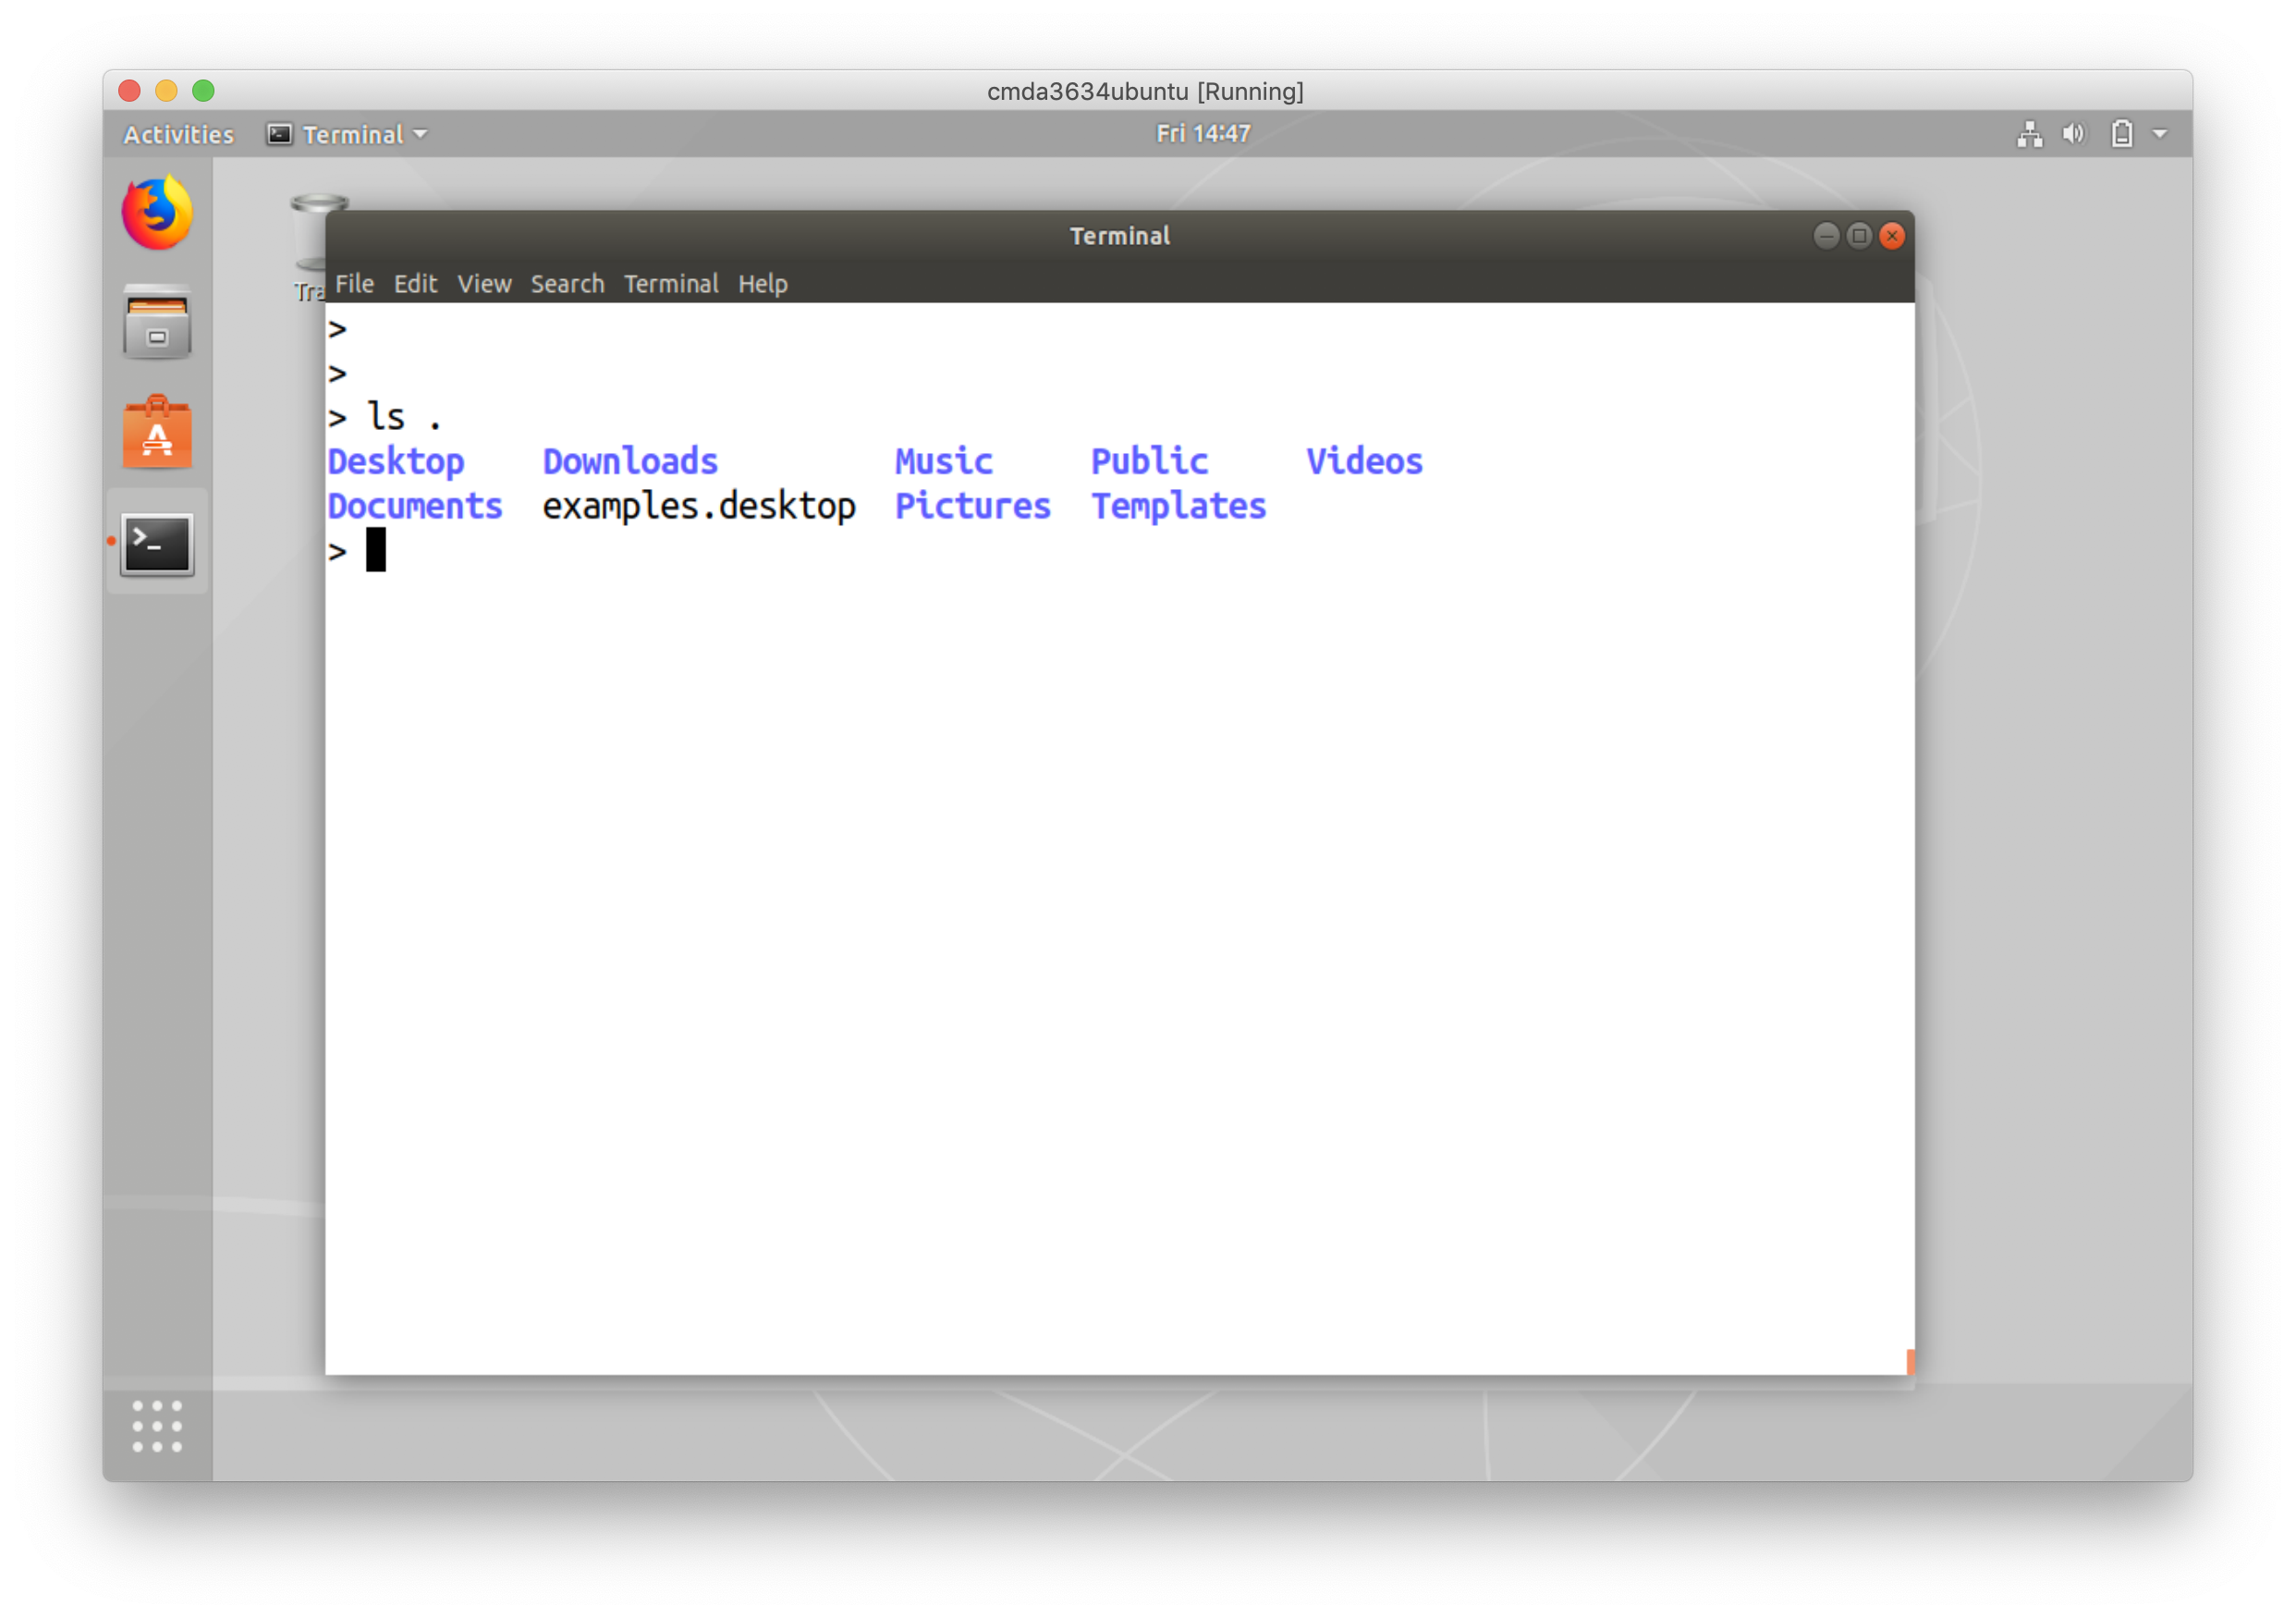 cmda3634ubuntu [Running]
Activities Terminal Fri 14:47
Terminal
File Edit View Search Terminal Help
>
>
> ls .
Desktop Downloads Music Public Videos
Documents examples.desktop Pictures Templates
>